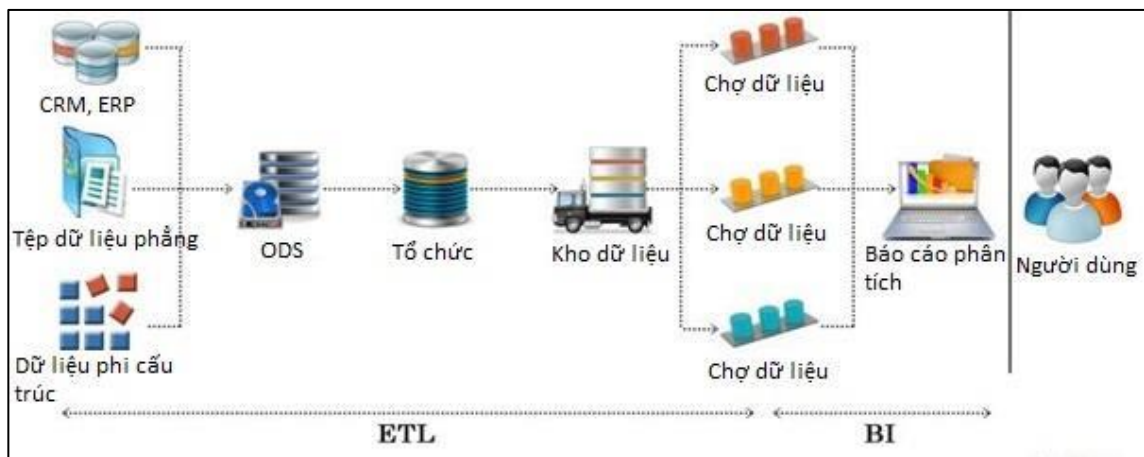 CRM, ERP
Tệp dữ liệu phẳng
Dữ liệu phi cấu
trúc
ODS
Tổ chức
Kho dữ liệu
Chợ dữ liệu
Chợ dữ liệu
Chợ dữ liệu
Báo cáo phân
tích
Người dùng
ETL
BI